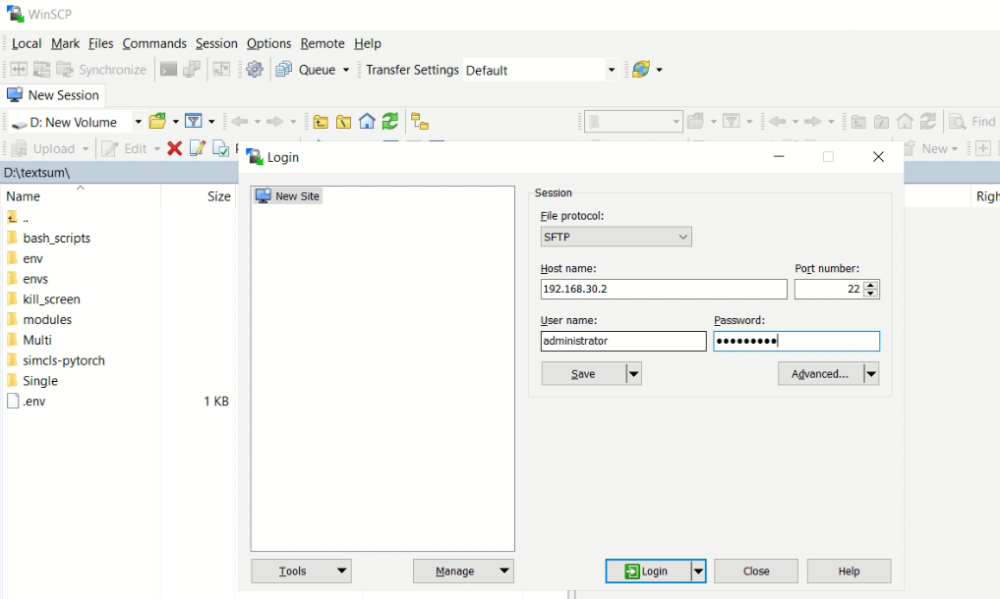 WinSCP
Local Mark Files Commands Session Options Remote Help
Synchronize Queue Transfer Settings Default
New Session
D: New Volume Find
Upload Edit New
Login
D:\textsum\
Name Size Righ
..
bash_scripts
env
envs
kill_screen
modules
Multi
simcls-pytorch
Single
.env 1 KB
New Site
Session
File protocol:
SFTP
Host name: Port number:
192.168.30.2 22
User name: Password:
administrator •••••••••
Save Advanced...
Tools Manage Login Close Help